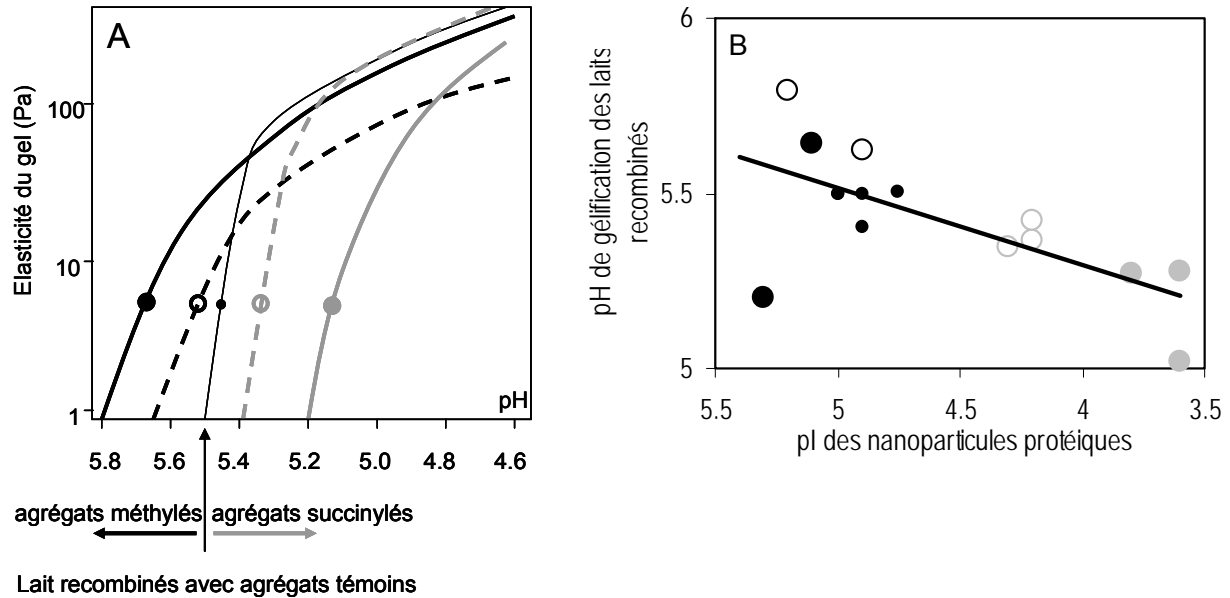 A
Elasticité du gel (Pa)
100
10
1
pH
5.8 5.6 5.4 5.2 5.0 4.8 4.6
agrégats méthylés agrégats succinylés
Lait recombinés avec agrégats témoins
B
pH de gélification des laits
recombinés
6
5.5
5
5.5 5 4.5 4 3.5
pI des nanoparticules protéiques